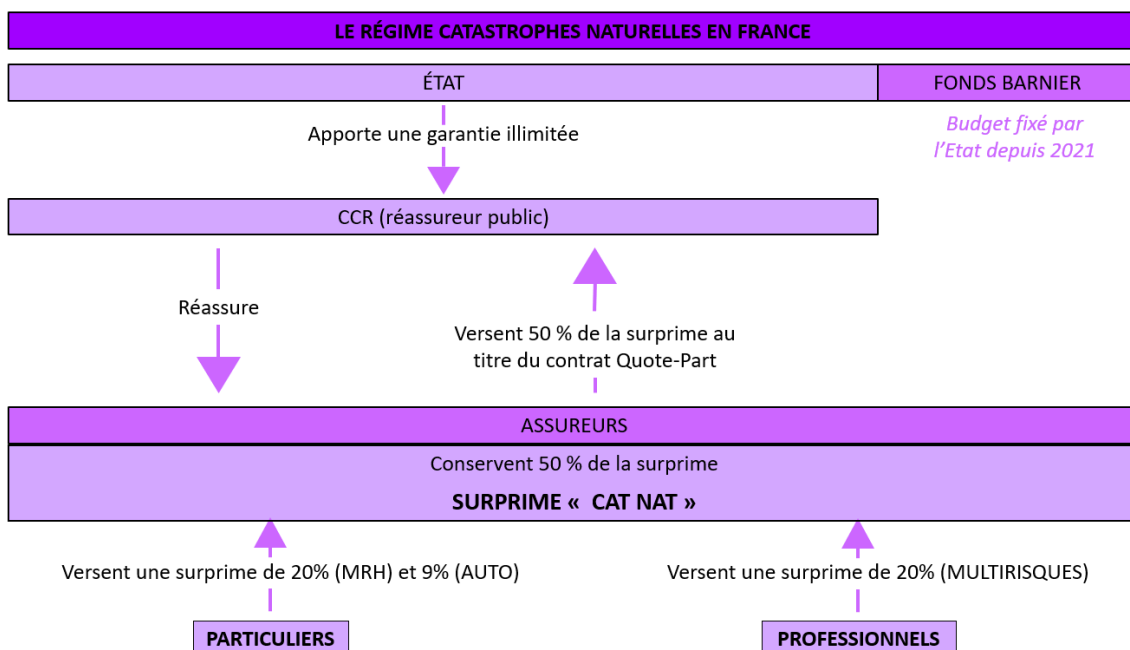 LE RÉGIME CATASTROPHES NATURELLES EN FRANCE
ÉTAT
FONDS BARNIER
Apporte une garantie illimitée
Budget fixé par
l'Etat depuis 2021
CCR (réassureur public)
Réassure
Versent 50 % de la surprime au
titre du contrat Quote-Part
ASSUREURS
Conservent 50 % de la surprime
SURPRIME « CAT NAT »
Versent une surprime de 20% (MRH) et 9% (AUTO)
Versent une surprime de 20% (MULTIRISQUES)
PARTICULIERS
PROFESSIONNELS